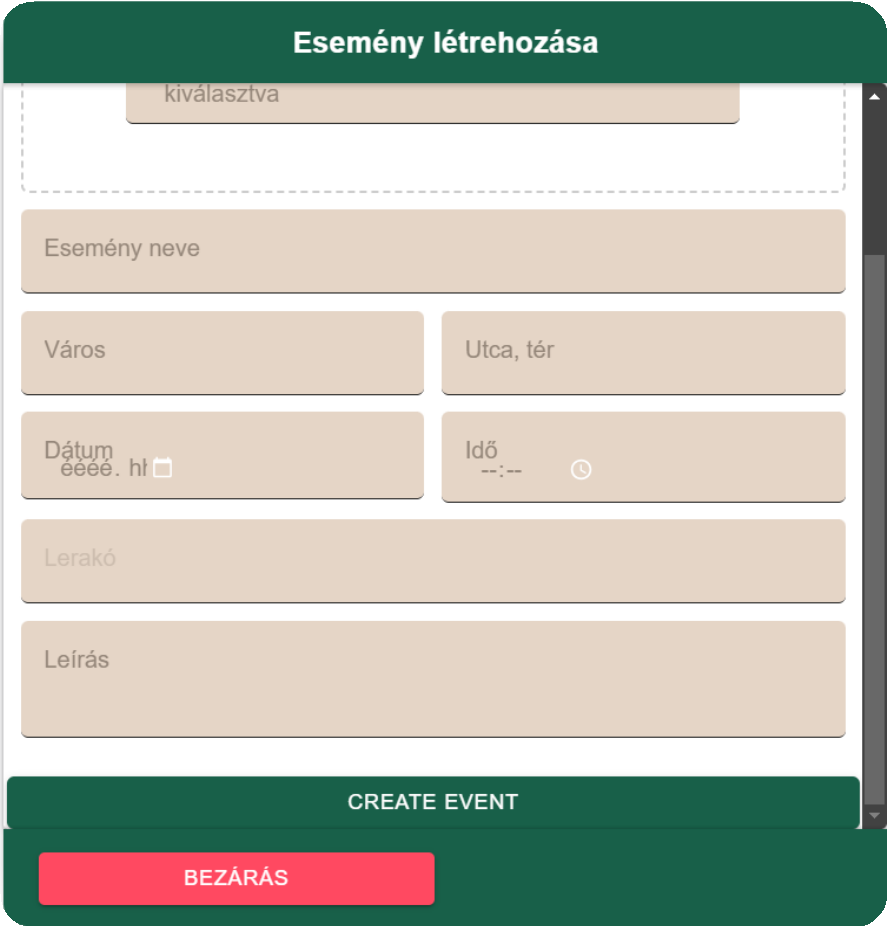 Esemény létrehozása
kiválasztva
Esemény neve
Város
Utca, tér
Dátum
éééé. hh
Idő
--:--
Lerakó
Leírás
CREATE EVENT
BEZÁRÁS